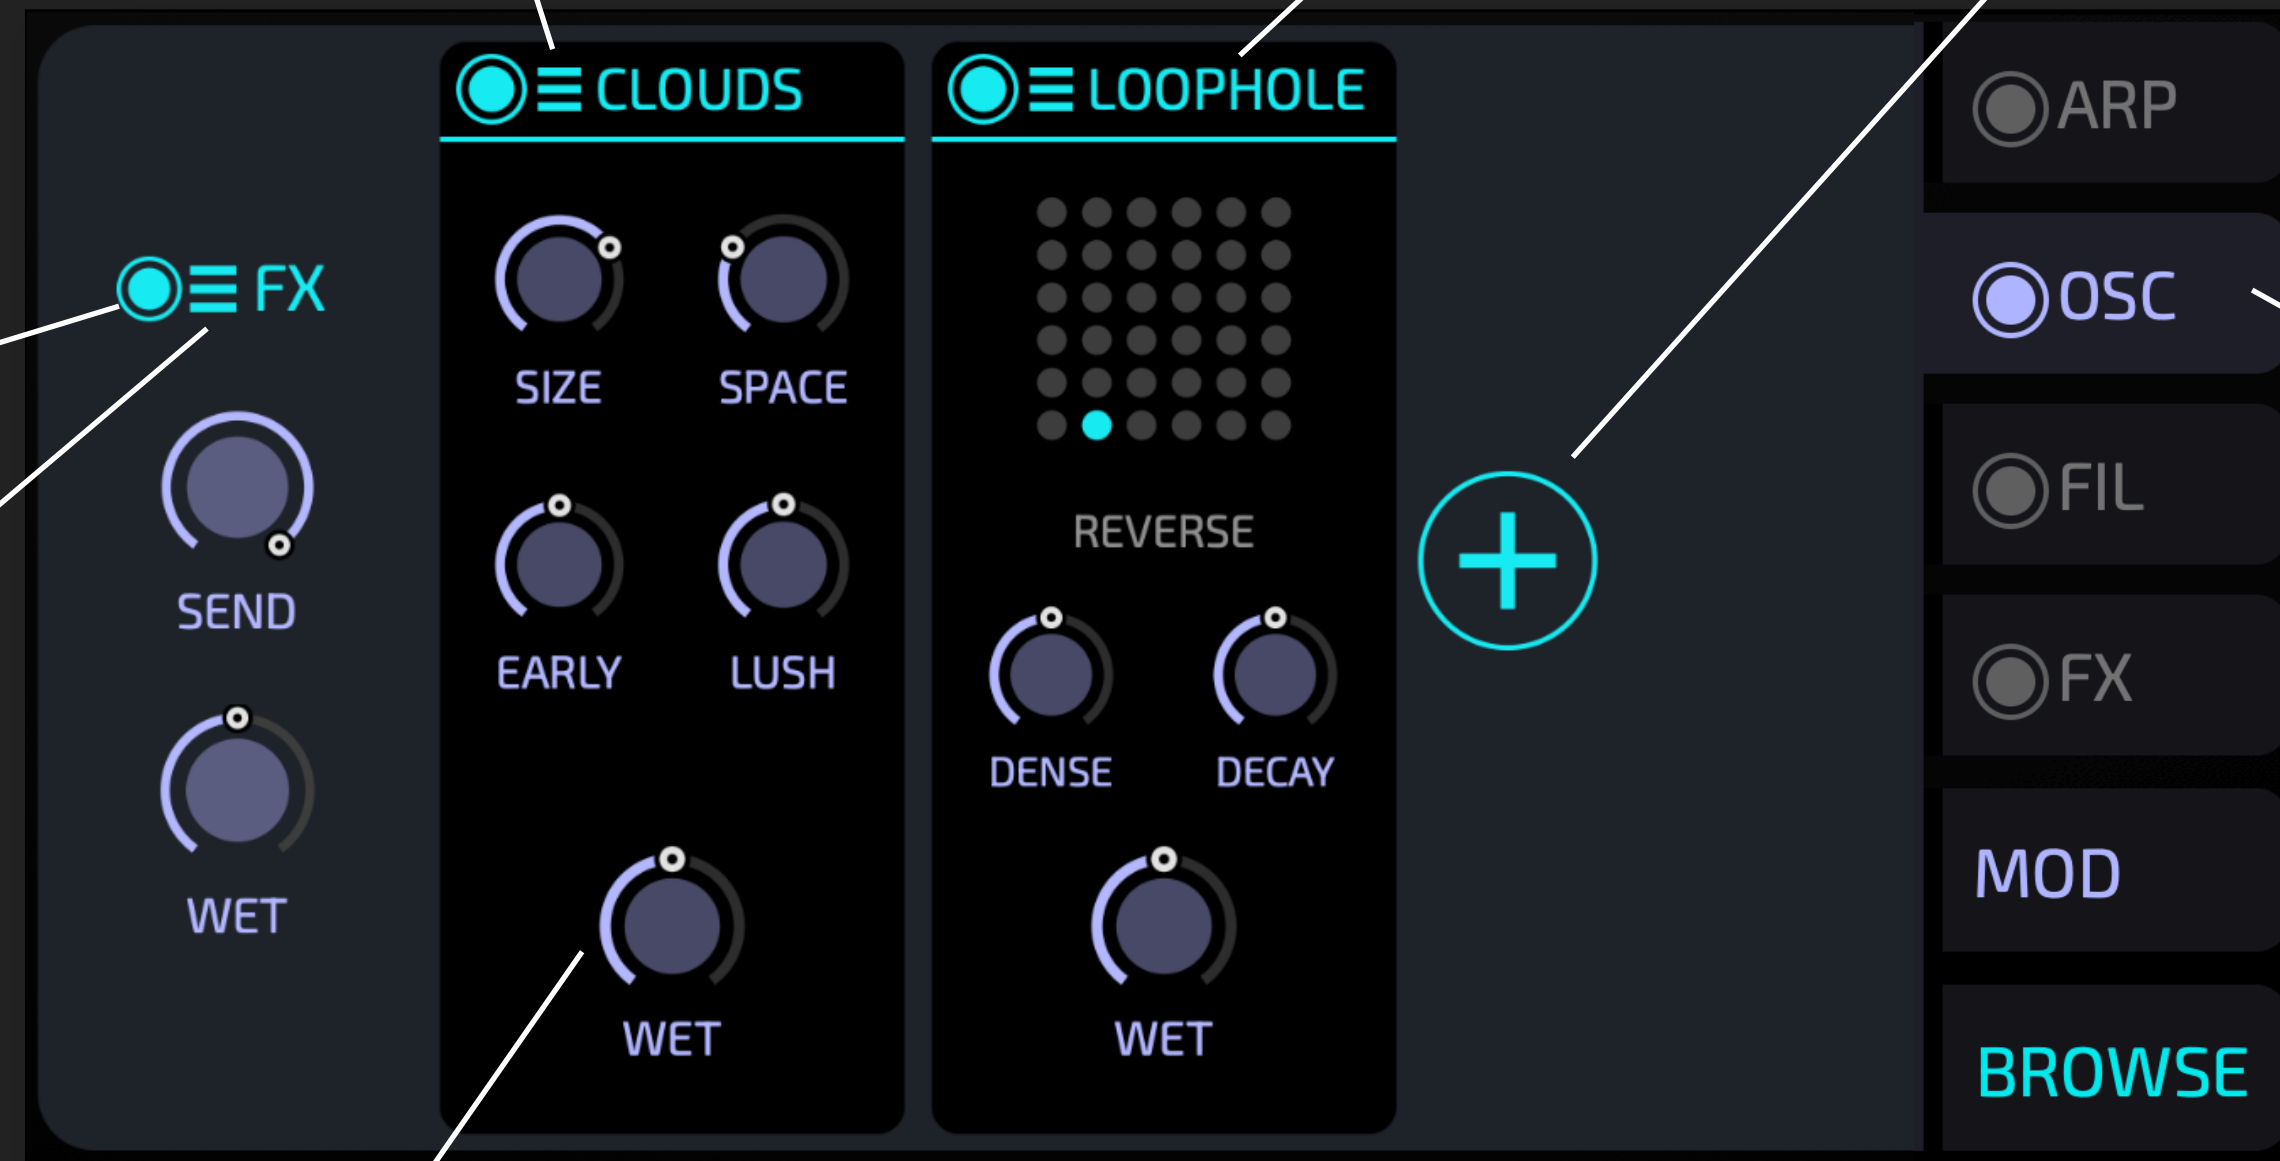 FX
SEND
WET
CLOUDS
SIZE SPACE
EARLY LUSH
WET
LOOPHOLE
REVERSE
DENSE DECAY
WET
ARP
OSC
FIL
FX
MOD
BROWSE